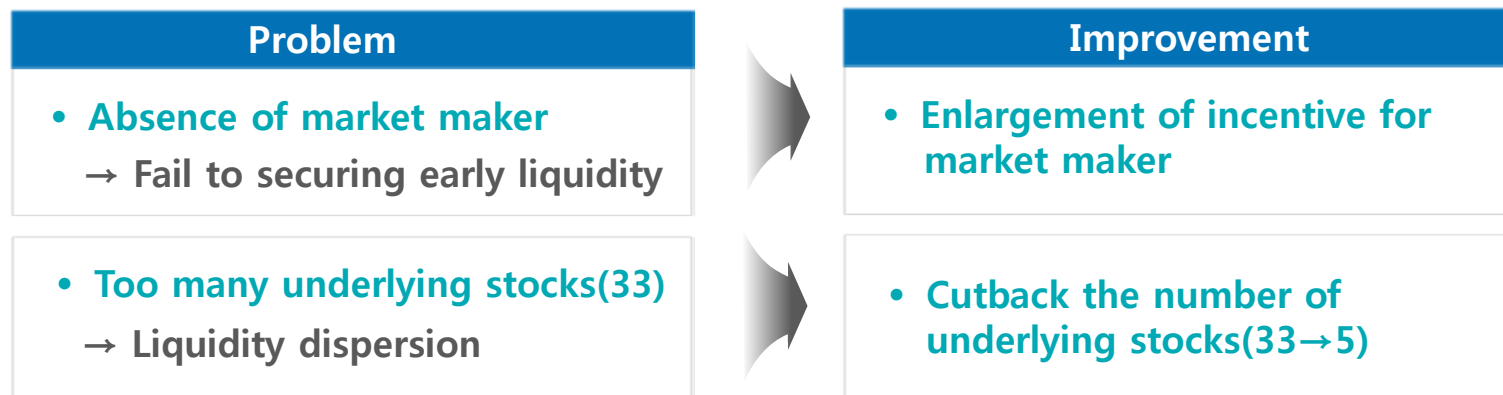 Problem
• Absence of market maker
→ Fail to securing early liquidity
Improvement
• Enlargement of incentive for
market maker
• Too many underlying stocks(33)
→ Liquidity dispersion
• Cutback the number of
underlying stocks(33→5)